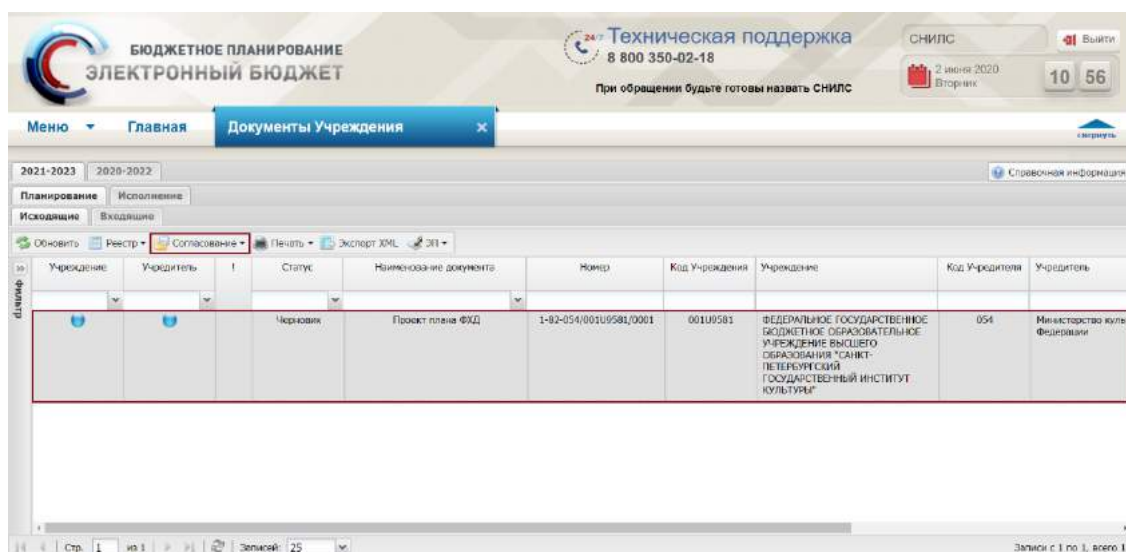 БЮДЖЕТНОЕ ПЛАНИРОВАНИЕ
ЭЛЕКТРОННЫЙ БЮДЖЕТ
24/7 Техническая поддержка
8 800 350-02-18
При обращении будьте готовы назвать СНИЛС
СНИЛС
Выйти
2 июня 2020
Вторник
10 56
Меню Главная Документы Учреждения
свернуть
2021-2023 2020-2022
Справочная информация
Планирование Исполнение
Исходящие Входящие
Обновить Реестр Согласование Печать Экспорт XML ЭП
Фильтр
Учреждение Учредитель ! Статус Наименование документа Номер Код Учреждения Учреждение Код Учредителя Учредитель
Черновик Проект плана ФХД 1-82-054/001U9581/0001 001U9581 ФЕДЕРАЛЬНОЕ ГОСУДАРСТВЕННОЕ 054 Министерство куль
БЮДЖЕТНОЕ ОБРАЗОВАТЕЛЬНОЕ Федерации
УЧРЕЖДЕНИЕ ВЫСШЕГО
ОБРАЗОВАНИЯ "САНКТ-
ПЕТЕРБУРГСКИЙ
ГОСУДАРСТВЕННЫЙ ИНСТИТУТ
КУЛЬТУРЫ"
Стр. 1 из 1 Записей: 25 Записи с 1 по 1, всего 1